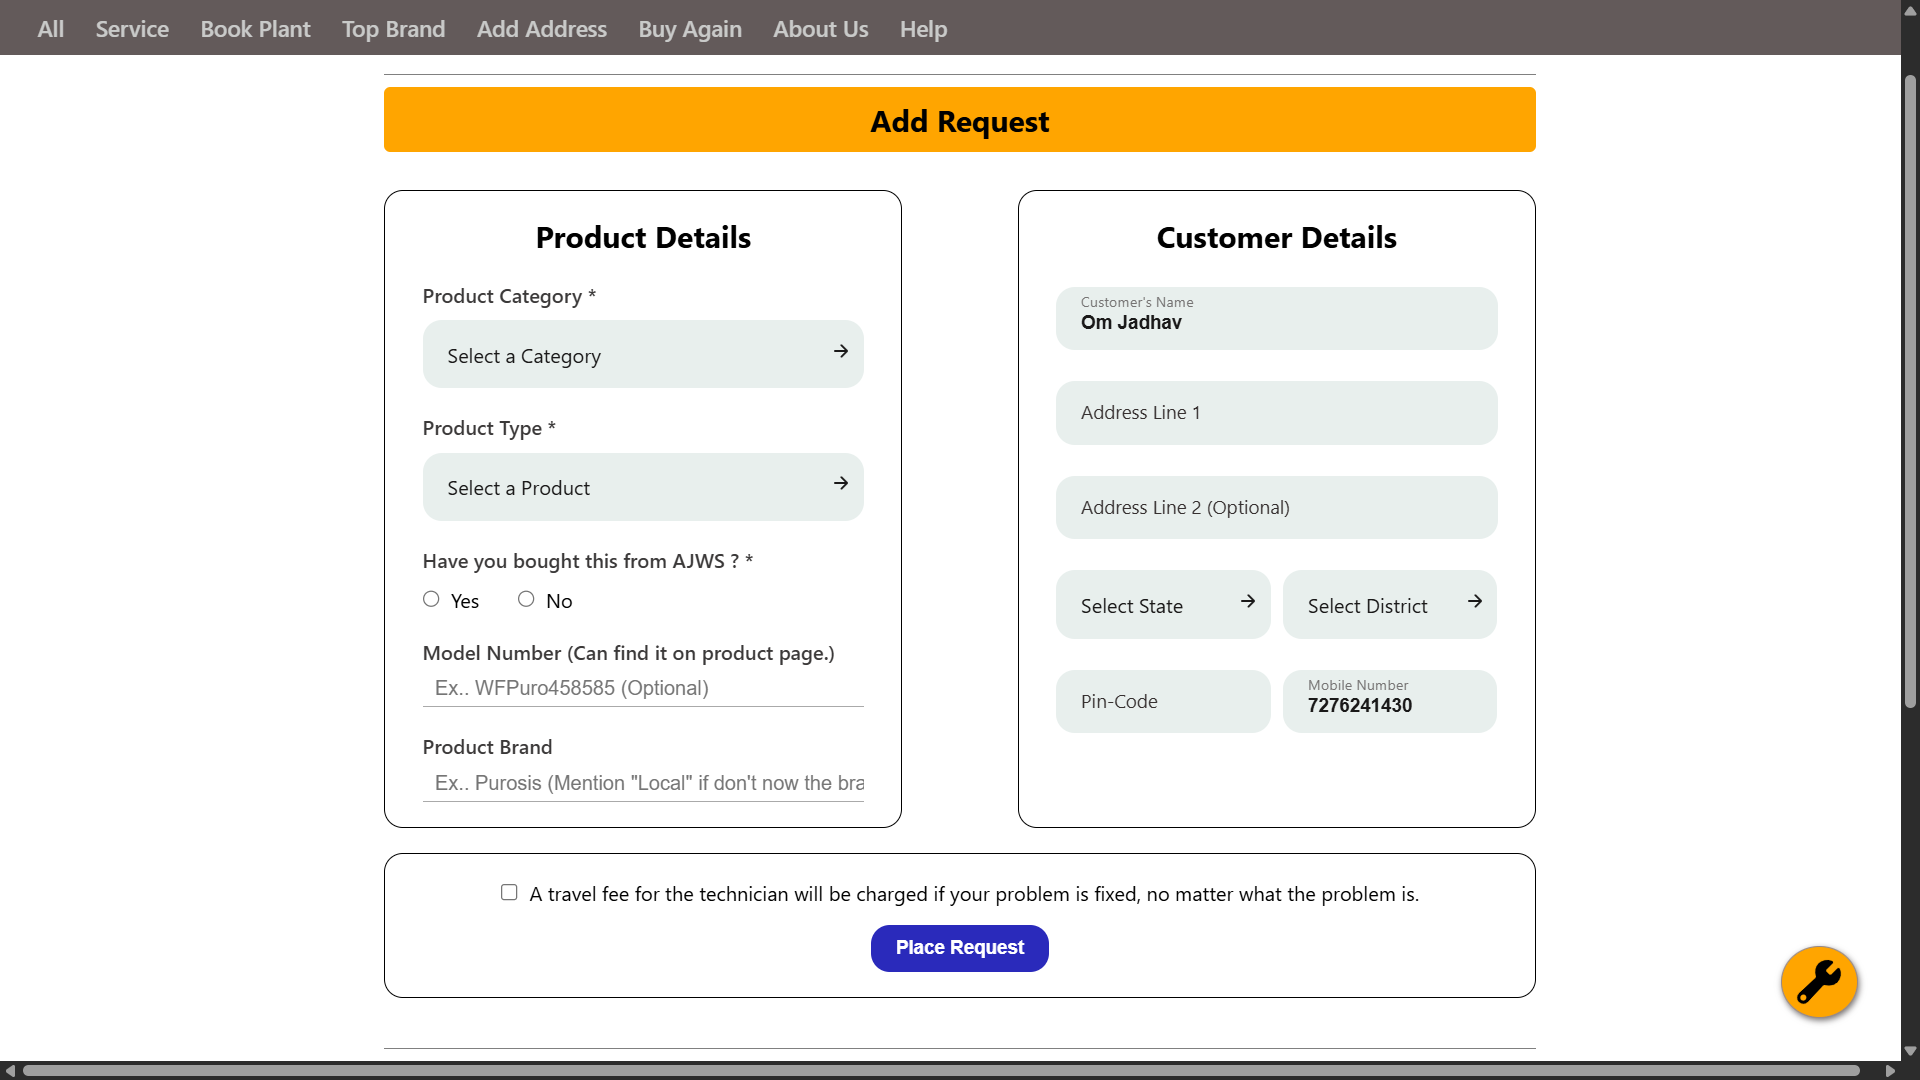 All Service Book Plant Top Brand Add Address Buy Again About Us Help
Add Request
Product Details
Product Category *
Select a Category
Product Type *
Select a Product
Have you bought this from AJWS ? *
Yes No
Model Number (Can find it on product page.)
Ex.. WFPuro458585 (Optional)
Product Brand
Ex.. Purosis (Mention "Local" if don't now the bra
Customer Details
Customer's Name
Om Jadhav
Address Line 1
Address Line 2 (Optional)
Select State Select District
Pin-Code
Mobile Number
7276241430
A travel fee for the technician will be charged if your problem is fixed, no matter what the problem is.
Place Request